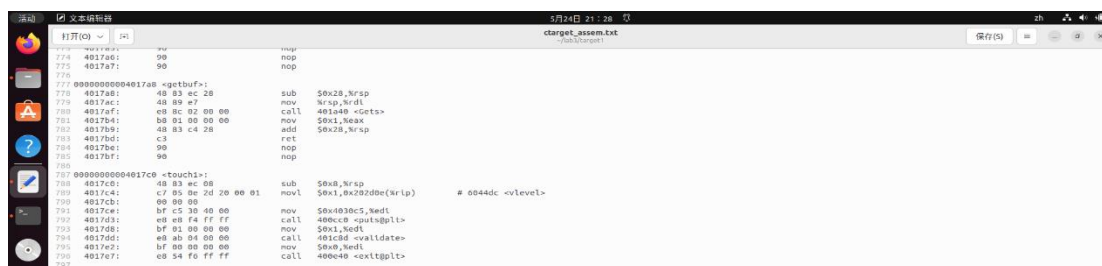 活动 文本编辑器 5月24日 21：28 zh
打开(O) ctarget_assem.txt 保存(S)
~/lab3/target1
774 4017a6: 90 nop
775 4017a7: 90 nop
776
777 00000000004017a8 <getbuf>:
778 4017a8: 48 83 ec 28 sub $0x28,%rsp
779 4017ac: 48 89 e7 mov %rsp,%rdi
780 4017af: e8 8c 02 00 00 call 401a40 <Gets>
781 4017b4: b8 01 00 00 00 mov $0x1,%eax
782 4017b9: 48 83 c4 28 add $0x28,%rsp
783 4017bd: c3 ret
784 4017be: 90 nop
785 4017bf: 90 nop
786
787 00000000004017c0 <touch1>:
788 4017c0: 48 83 ec 08 sub $0x8,%rsp
789 4017c4: c7 05 0e 2d 20 00 01 movl $0x1,0x202d0e(%rip) # 6044dc <vlevel>
790 4017cb: 00 00 00
791 4017ce: bf c5 30 40 00 mov $0x4030c5,%edi
792 4017d3: e8 e8 f4 ff ff call 400cc0 <puts@plt>
793 4017d8: bf 01 00 00 00 mov $0x1,%edi
794 4017dd: e8 ab 04 00 00 call 401c8d <validate>
795 4017e2: bf 00 00 00 00 mov $0x0,%edi
796 4017e7: e8 54 f6 ff ff call 400e40 <exit@plt>